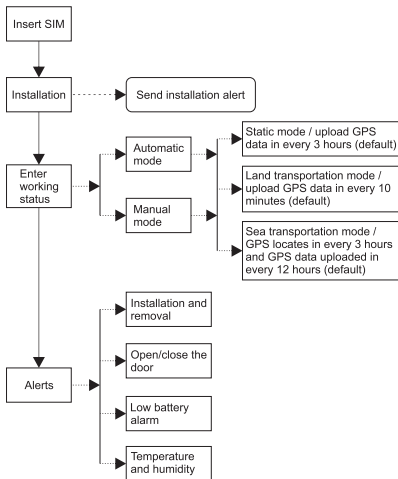 Insert SIM
Installation
Send installation alert
Enter
working
status
Automatic
mode
Manual
mode
Static mode / upload GPS
data in every 3 hours (default)
Land transportation mode /
upload GPS data in every 10
minutes (default)
Sea transportation mode /
GPS locates in every 3 hours
and GPS data uploaded in
every 12 hours (default)
Alerts
Installation and
removal
Open/close the
door
Low battery
alarm
Temperature
and humidity